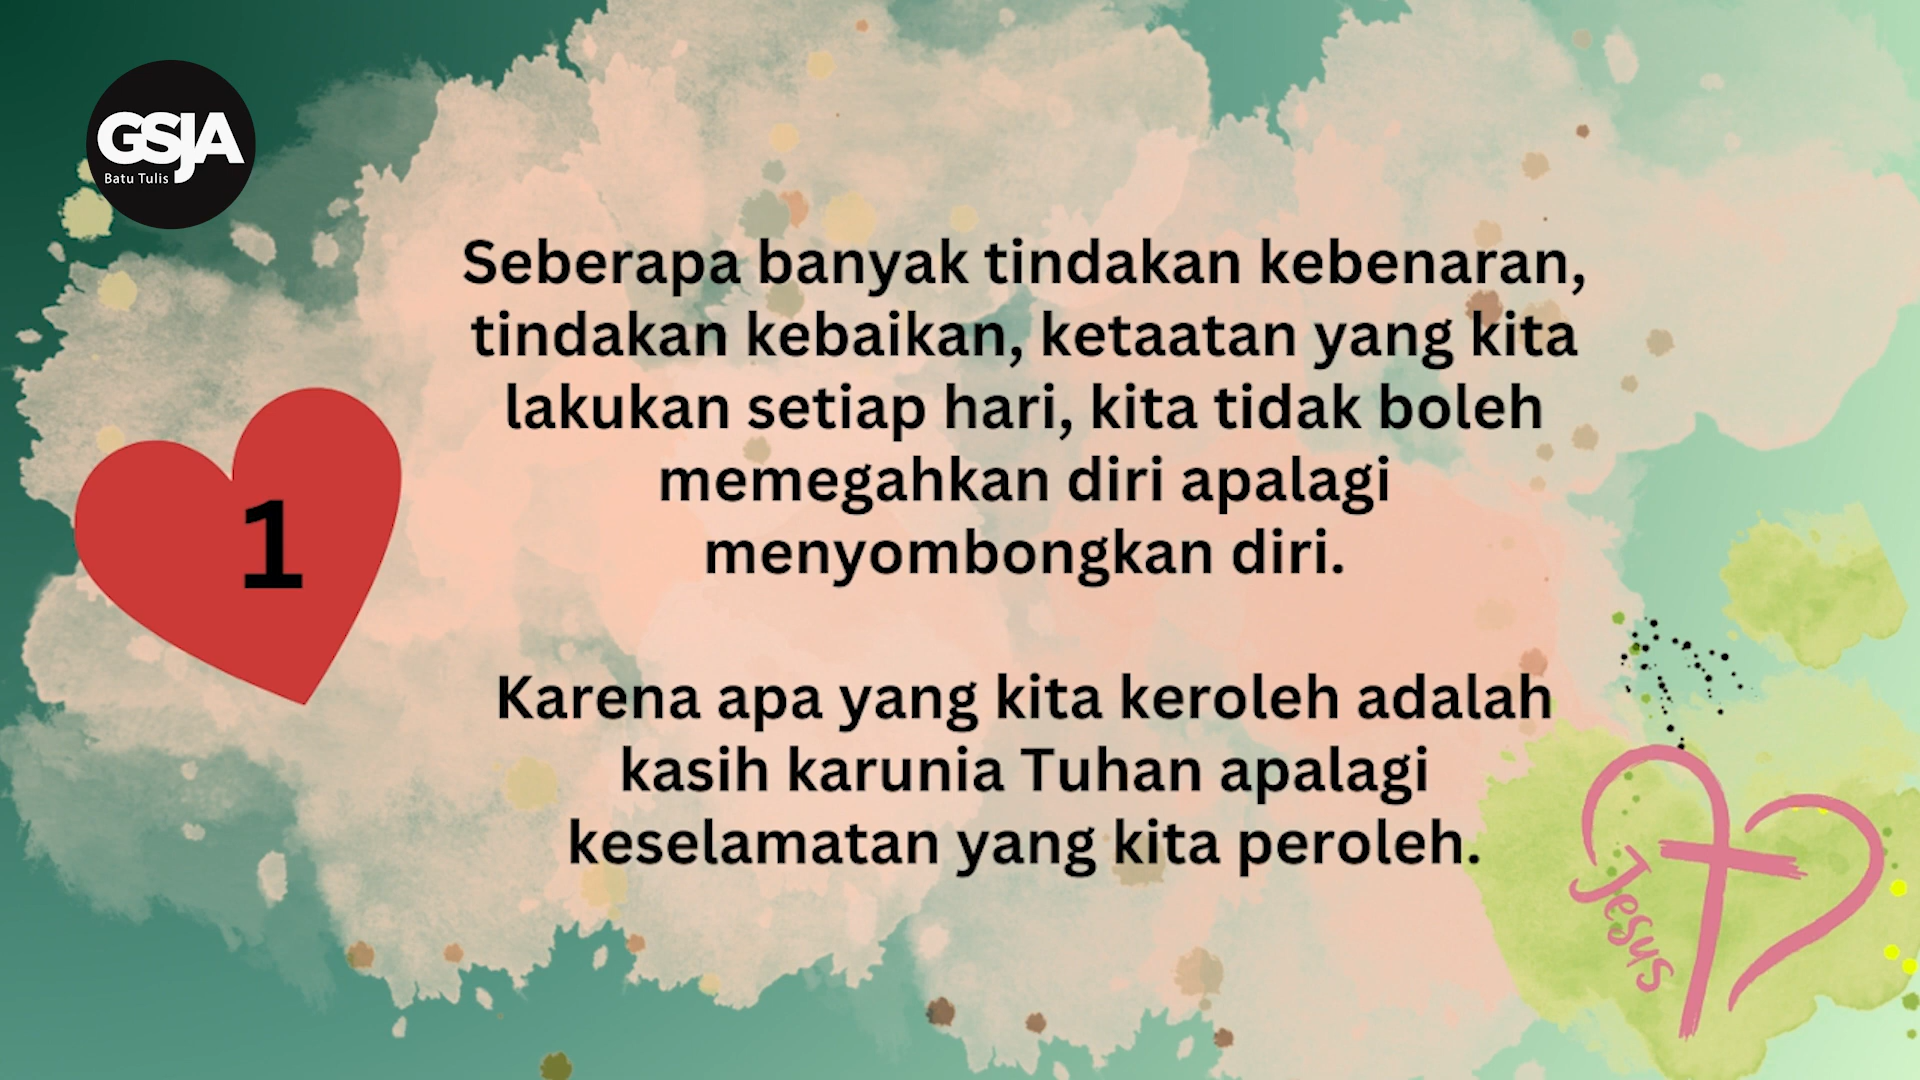 GSJA
Batu Tulis
Seberapa banyak tindakan kebenaran,
tindakan kebaikan, ketaatan yang kita
lakukan setiap hari, kita tidak boleh
memegahkan diri apalagi
menyombongkan diri.
1
Karena apa yang kita keroleh adalah
kasih karunia Tuhan apalagi
keselamatan yang kita peroleh.
Jesus